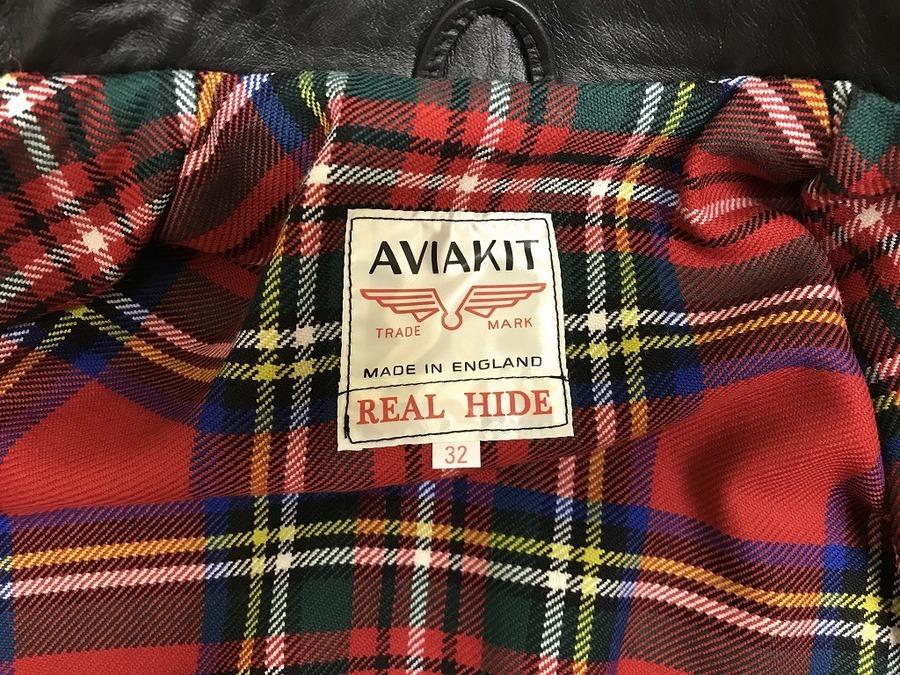 AVIAKIT
TRADE MARK
MADE IN ENGLAND
REAL HIDE
32